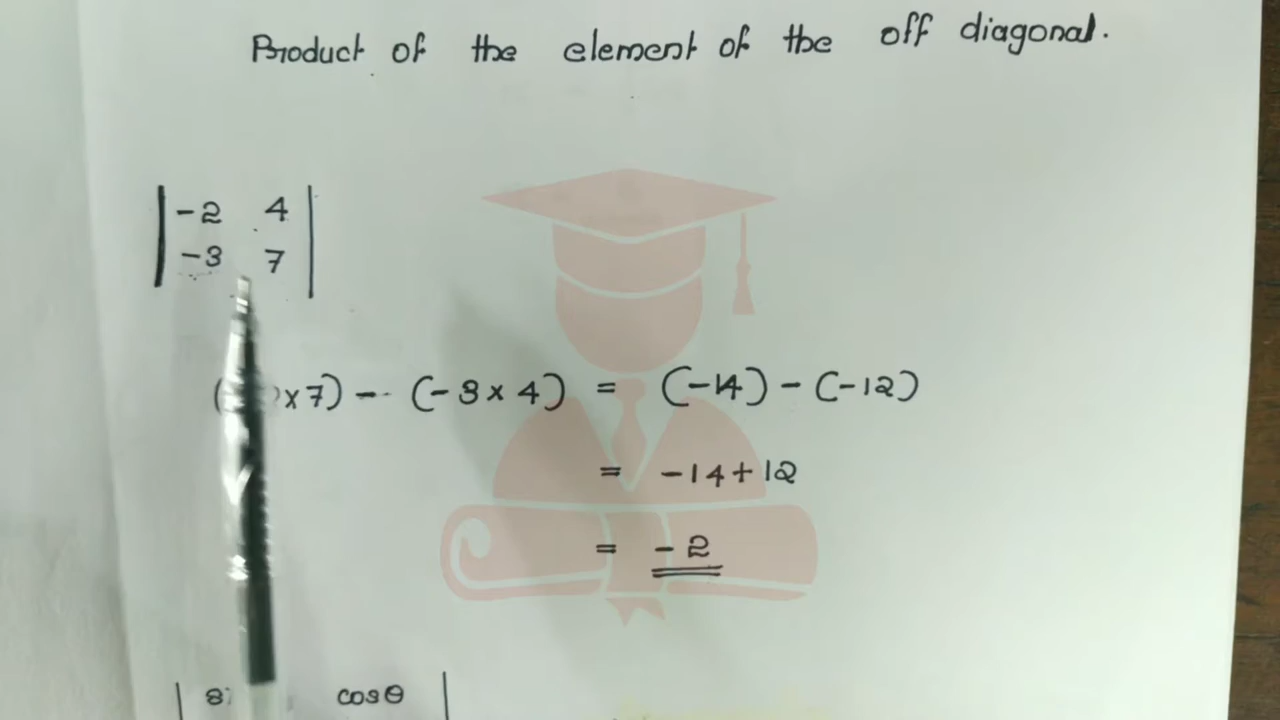 Product of the element of the off diagonal.
| -2 4 |
| -3 7 |
x7) - (-3 x 4) = (-14) - (-12)
= -14 + 12
= -2
| cosθ |